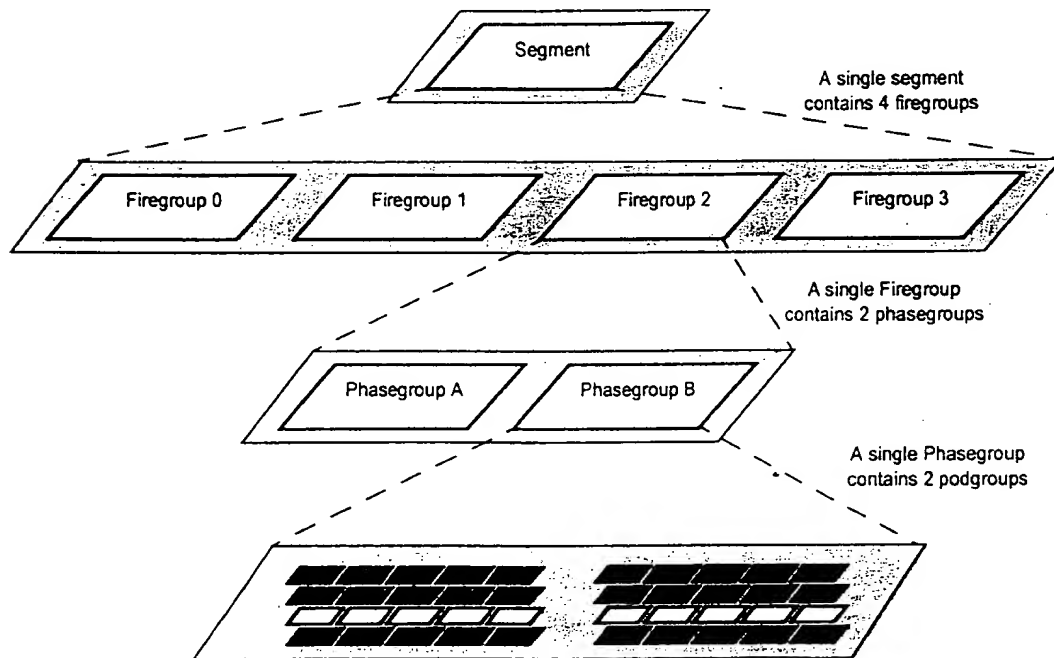 Segment
A single segment
contains 4 firegroups
Firegroup 0
Firegroup 1
Firegroup 2
Firegroup 3
A single Firegroup
contains 2 phasegroups
Phasegroup A
Phasegroup B
A single Phasegroup
contains 2 podgroups